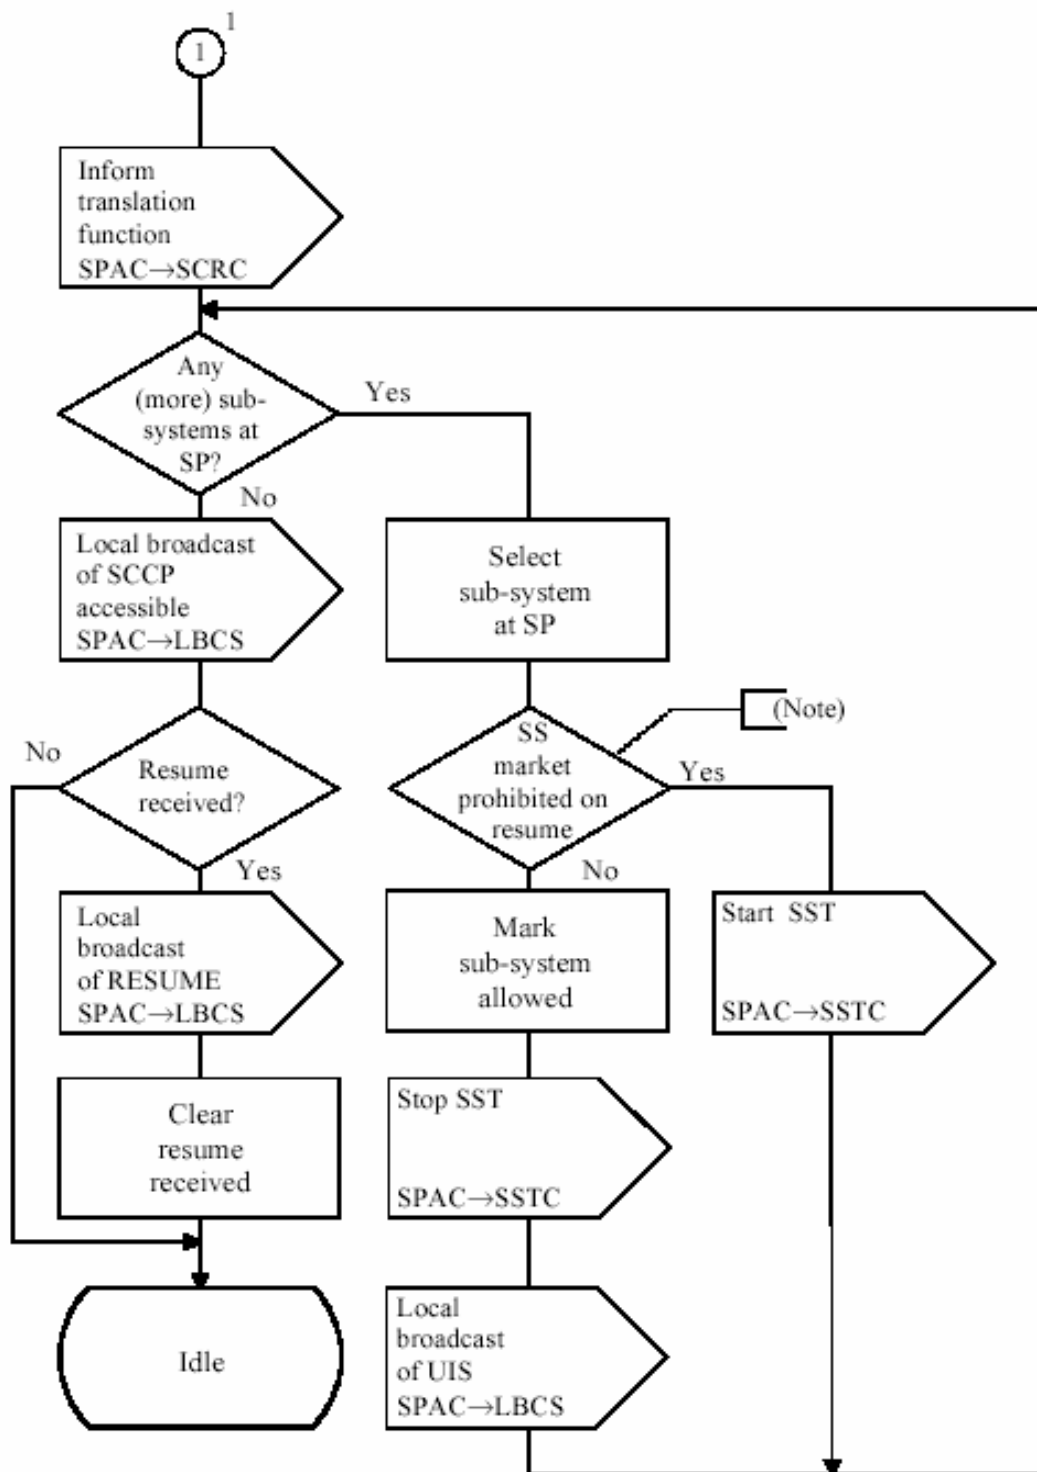 1
1
Inform
translation
function
SPAC→SCRC
Any
(more) sub-
systems at
SP?
Yes
No
Local broadcast
of SCCP
accessible
SPAC→LBCS
Select
sub-system
at SP
(Note)
No
Resume
received?
Yes
SS
market
prohibited on
resume
Yes
No
Local
broadcast
of RESUME
SPAC→LBCS
Mark
sub-system
allowed
Start SST
SPAC→SSTC
Clear
resume
received
Stop SST
SPAC→SSTC
Idle
Local
broadcast
of UIS
SPAC→LBCS